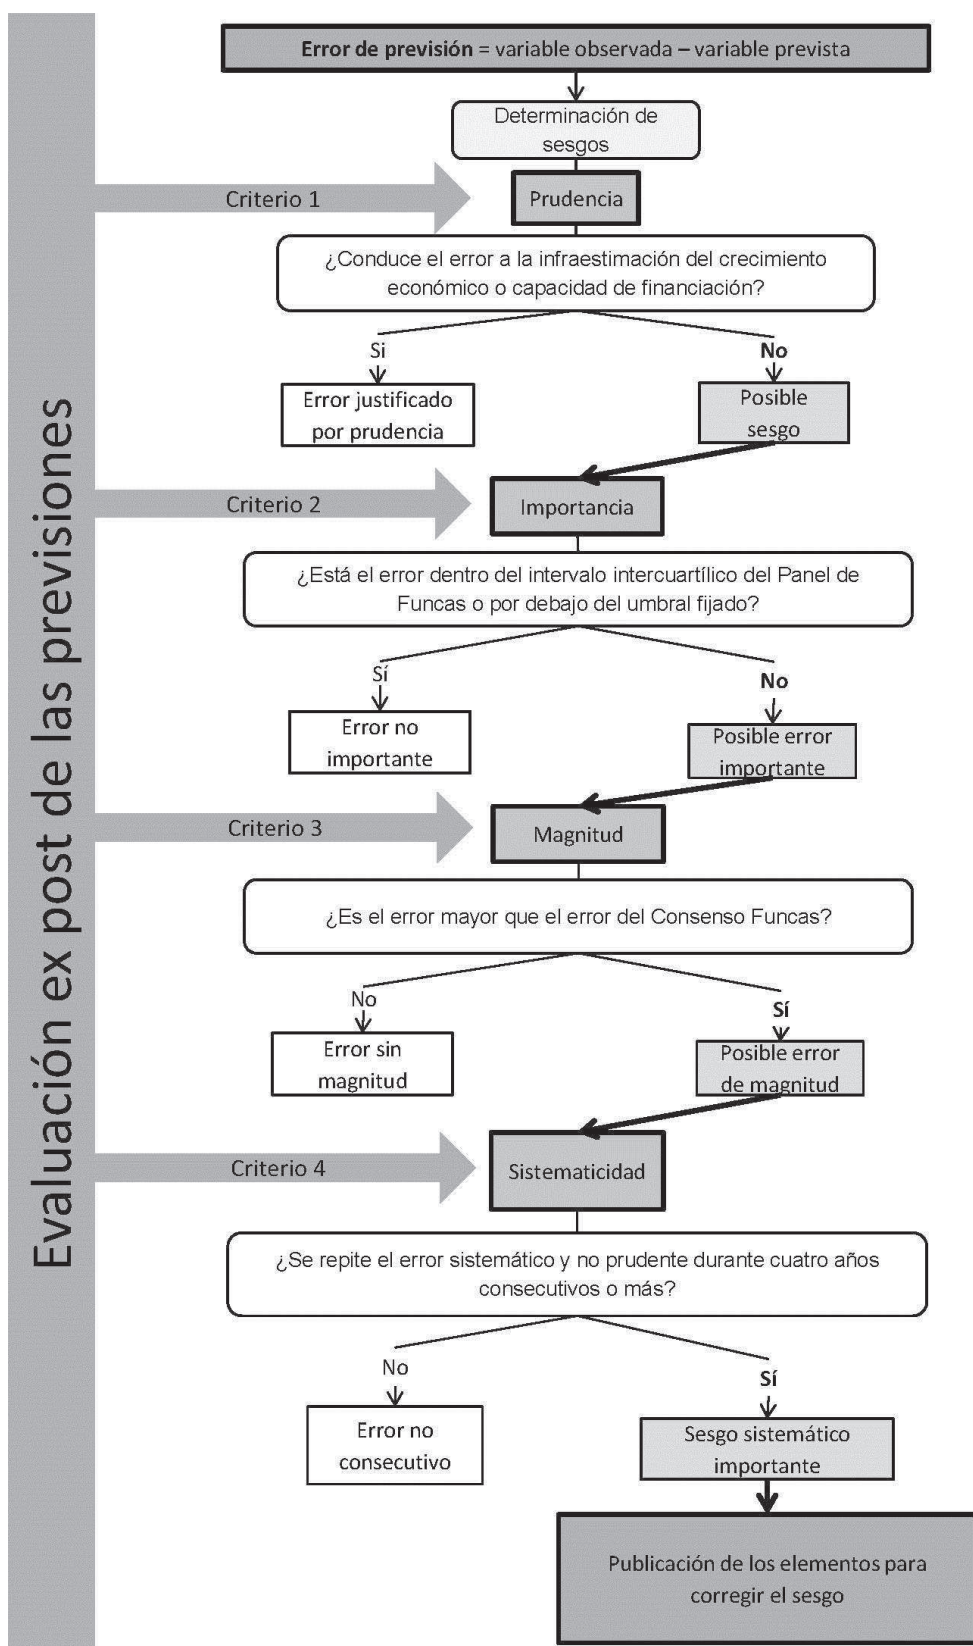 Evaluación ex post de las previsiones
Error de previsión = variable observada – variable prevista
Determinación de
sesgos
Criterio 1
Prudencia
¿Conduce el error a la infraestimación del crecimiento
económico o capacidad de financiación?
Si
No
Error justificado
por prudencia
Posible
sesgo
Criterio 2
Importancia
¿Está el error dentro del intervalo intercuartílico del Panel de
Funcas o por debajo del umbral fijado?
Sí
No
Error no
importante
Posible error
importante
Criterio 3
Magnitud
¿Es el error mayor que el error del Consenso Funcas?
No
Sí
Error sin
magnitud
Posible error
de magnitud
Criterio 4
Sistematicidad
¿Se repite el error sistemático y no prudente durante cuatro años
consecutivos o más?
No
Sí
Error no
consecutivo
Sesgo sistemático
importante
Publicación de los elementos para
corregir el sesgo